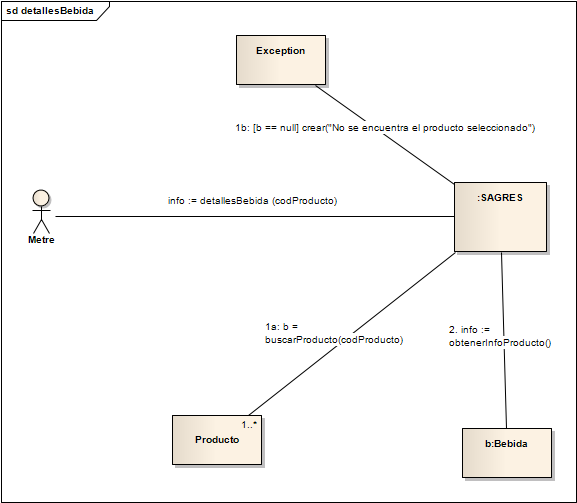 sd detallesBebida
Exception
1b: [b == null] crear("No se encuentra el producto seleccionado")
:SAGRES
info := detallesBebida (codProducto)
Metre
1a: b =
buscarProducto(codProducto)
2. info :=
obtenerInfoProducto()
1..*
Producto
b:Bebida